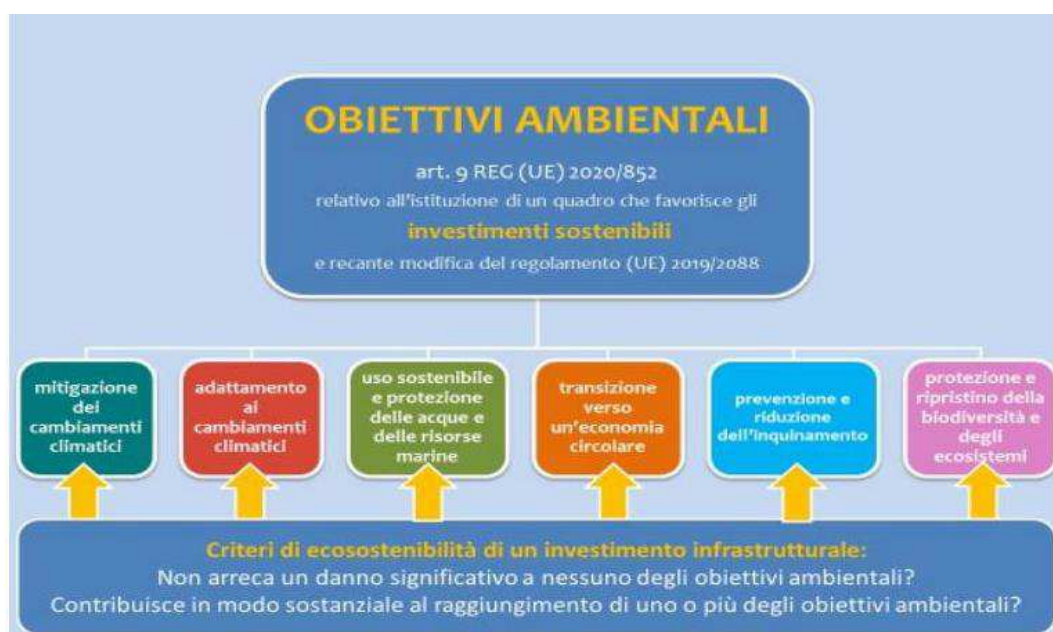 OBIETTIVI AMBIENTALI
art. 9 REG (UE) 2020/852
relativo all'istituzione di un quadro che favorisce gli
investimenti sostenibili
e recante modifica del regolamento (UE) 2019/2088
mitigazione
dei
cambiamenti
climatici
adattamento
ai
cambiamenti
climatici
uso sostenibile
e protezione
delle acque e
delle risorse
marine
transizione
verso
un'economia
circolare
prevenzione e
riduzione
dell'inquinamento
protezione e
ripristino della
biodiversità e
degli
ecosistemi
Criteri di ecosostenibilità di un investimento infrastrutturale:
Non arreca un danno significativo a nessuno degli obiettivi ambientali?
Contribuisce in modo sostanziale al raggiungimento di uno o più degli obiettivi ambientali?